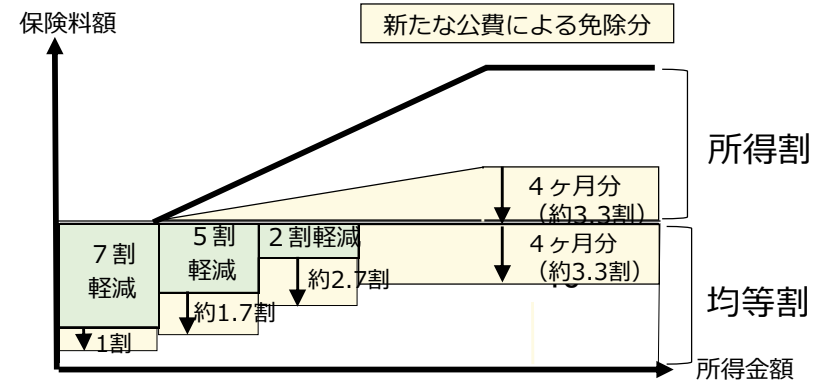 保険料額
新たな公費による免除分
所得割
4ヶ月分
（約3.3割）
7割
軽減
5割
軽減
2割軽減
4ヶ月分
（約3.3割）
約2.7割
約1.7割
1割
均等割
所得金額